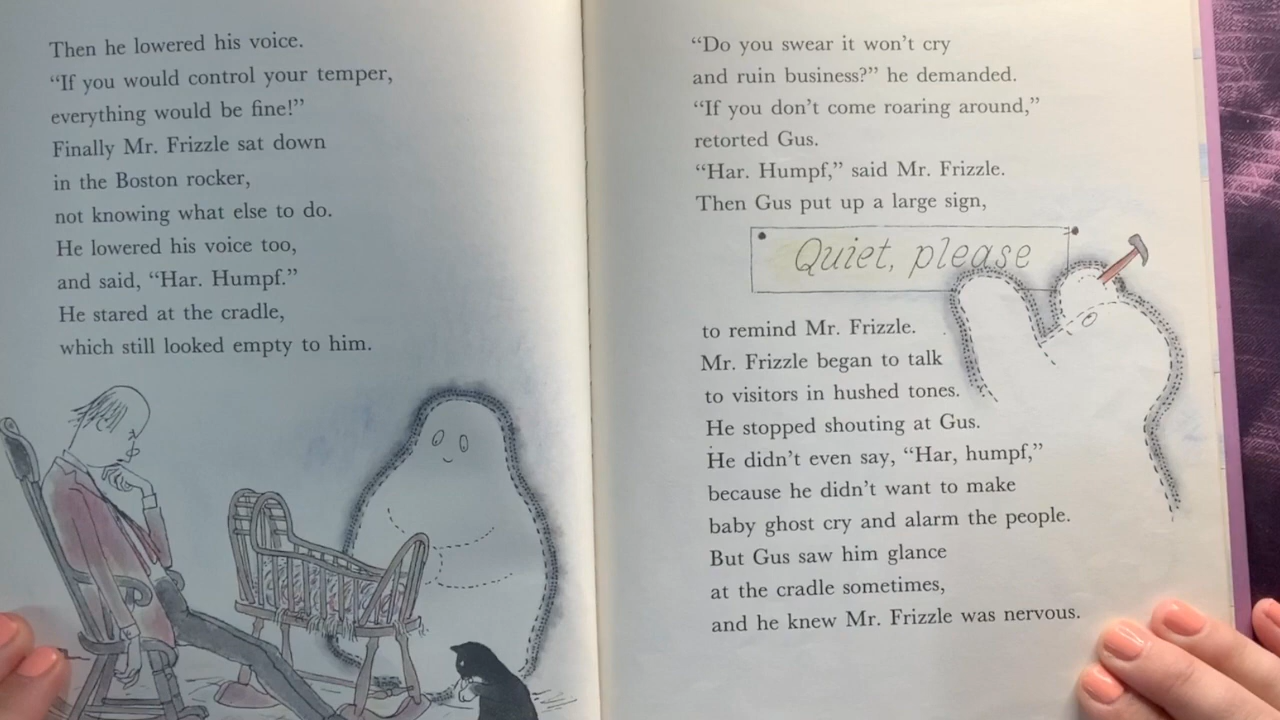 Then he lowered his voice.
“If you would control your temper,
everything would be fine!”
Finally Mr. Frizzle sat down
in the Boston rocker,
not knowing what else to do.
He lowered his voice too,
and said, “Har. Humpf.”
He stared at the cradle,
which still looked empty to him.
“Do you swear it won’t cry
and ruin business?” he demanded.
“If you don’t come roaring around,”
retorted Gus.
“Har. Humpf,” said Mr. Frizzle.
Then Gus put up a large sign,
Quiet, please
to remind Mr. Frizzle.
Mr. Frizzle began to talk
to visitors in hushed tones.
He stopped shouting at Gus.
He didn’t even say, “Har, humpf,”
because he didn’t want to make
baby ghost cry and alarm the people.
But Gus saw him glance
at the cradle sometimes,
and he knew Mr. Frizzle was nervous.